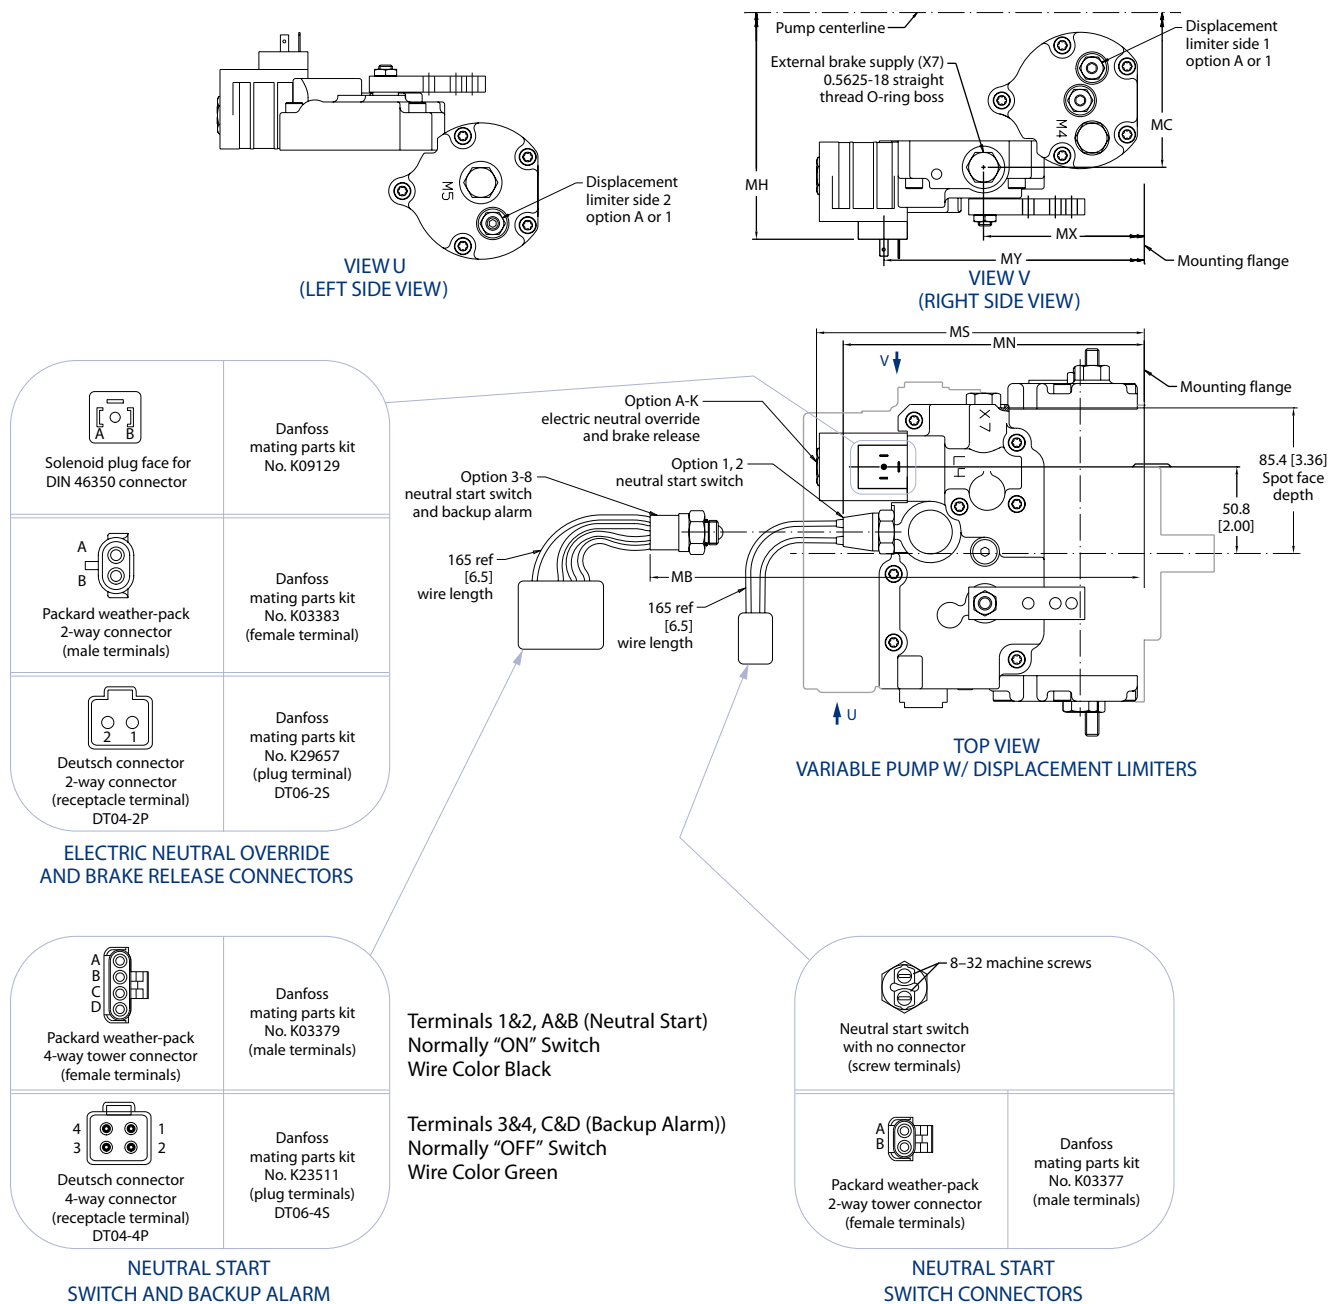 Pump centerline
Displacement
limiter side 1
option A or 1
External brake supply (X7)
0.5625-18 straight
thread O-ring boss
M4
MC
MH
MX
MY
Mounting flange
M5
Displacement
limiter side 2
option A or 1
VIEW U
(LEFT SIDE VIEW)
VIEW V
(RIGHT SIDE VIEW)
MS
MN
V
Mounting flange
Option A-K
electric neutral override
and brake release
X7
L4
Option 1, 2
neutral start switch
Option 3-8
neutral start switch
and backup alarm
85.4 [3.36]
Spot face
depth
50.8
[2.00]
165 ref
[6.5]
wire length
MB
165 ref
[6.5]
wire length
U
TOP VIEW
VARIABLE PUMP W/ DISPLACEMENT LIMITERS
A B
Solenoid plug face for
DIN 46350 connector
Danfoss
mating parts kit
No. K09129
A
B
Packard weather-pack
2-way connector
(male terminals)
Danfoss
mating parts kit
No. K03383
(female terminal)
2 1
Deutsch connector
2-way connector
(receptacle terminal)
DT04-2P
Danfoss
mating parts kit
No. K29657
(plug terminal)
DT06-2S
ELECTRIC NEUTRAL OVERRIDE
AND BRAKE RELEASE CONNECTORS
A
B
C
D
Packard weather-pack
4-way tower connector
(female terminals)
Danfoss
mating parts kit
No. K03379
(male terminals)
4 1
3 2
Deutsch connector
4-way connector
(receptacle terminal)
DT04-4P
Danfoss
mating parts kit
No. K23511
(plug terminals)
DT06-4S
NEUTRAL START
SWITCH AND BACKUP ALARM
Terminals 1&2, A&B (Neutral Start)
Normally “ON” Switch
Wire Color Black
Terminals 3&4, C&D (Backup Alarm))
Normally “OFF” Switch
Wire Color Green
8–32 machine screws
Neutral start switch
with no connector
(screw terminals)
A
B
Packard weather-pack
2-way tower connector
(female terminals)
Danfoss
mating parts kit
No. K03377
(male terminals)
NEUTRAL START
SWITCH CONNECTORS